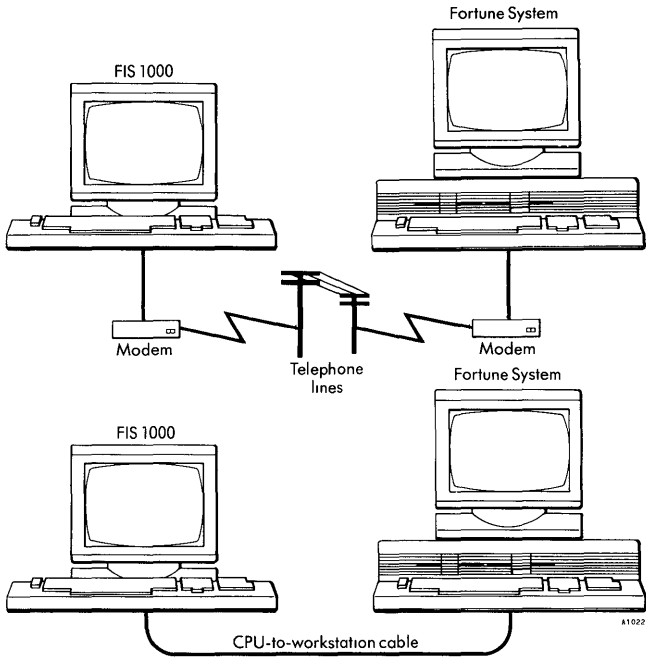 Fortune System
FIS 1000
Modem
Telephone
lines
Modem
Fortune System
FIS 1000
A1022
CPU-to-workstation cable